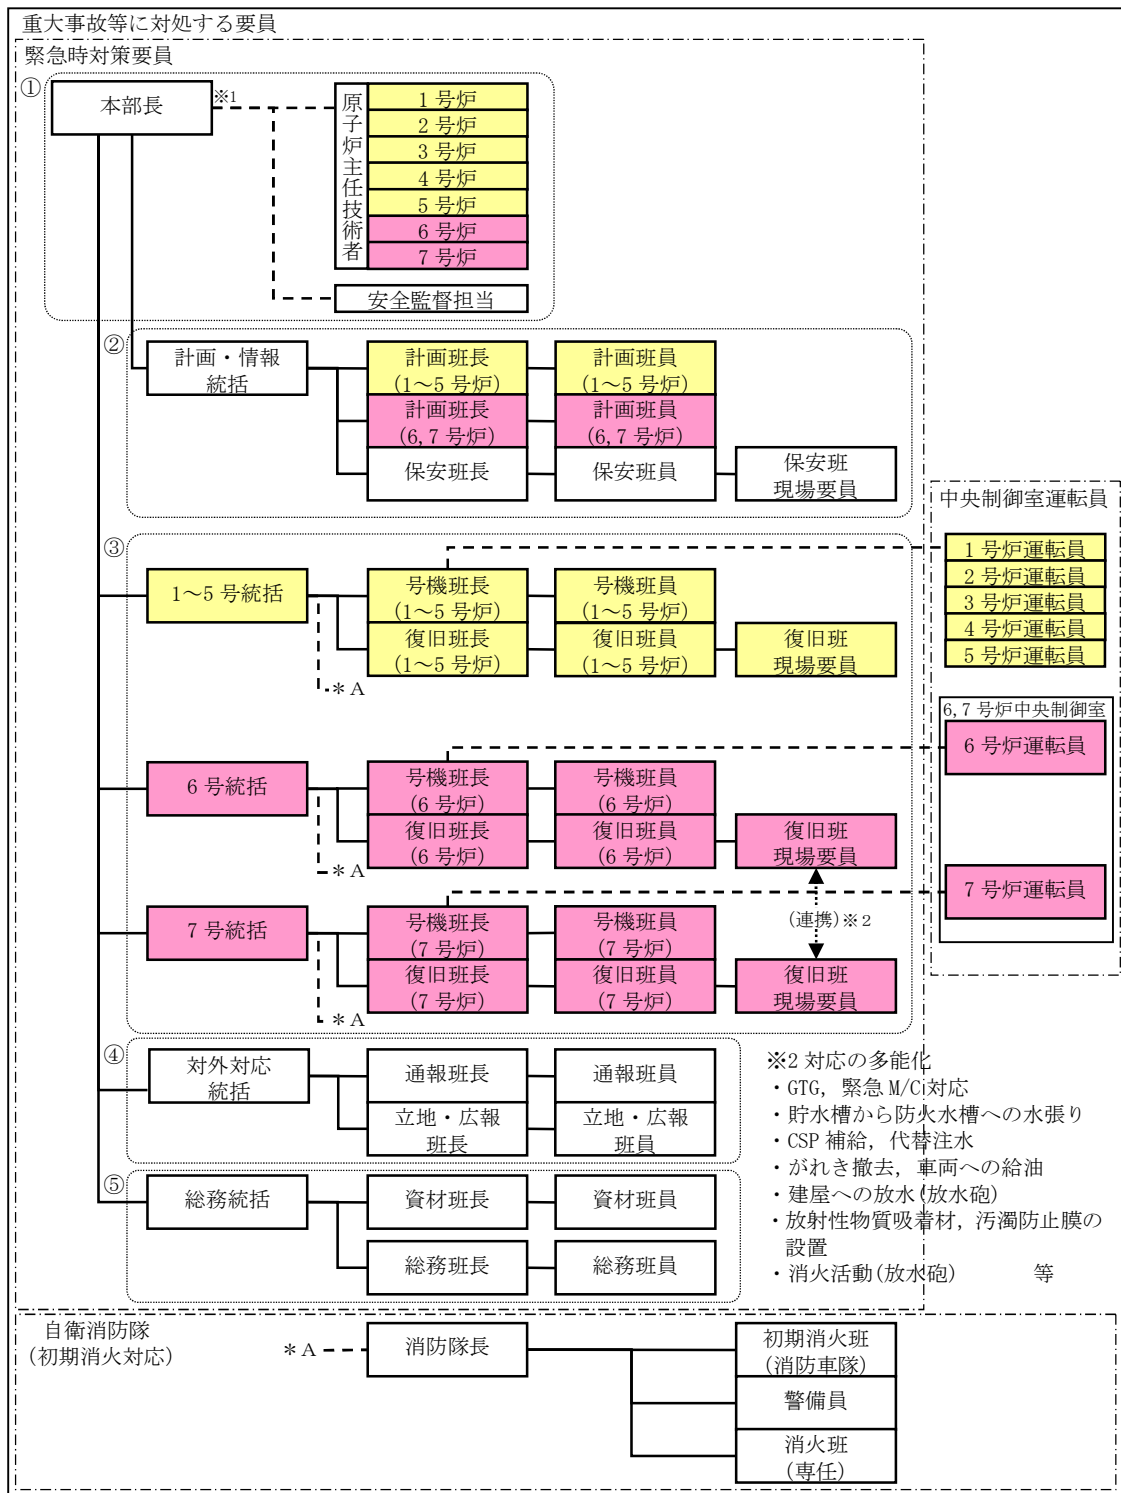 重大事故等に対処する要員
緊急時対策要員
①
本部長
※1
原子炉主任技術者
1 号炉
2 号炉
3 号炉
4 号炉
5 号炉
6 号炉
7 号炉
安全監督担当
②
計画・情報
統括
計画班長
(1～5 号炉)
計画班員
(1～5 号炉)
計画班長
(6,7 号炉)
計画班員
(6,7 号炉)
保安班長
保安班員
保安班
現場要員
中央制御室運転員
1 号炉運転員
2 号炉運転員
3 号炉運転員
4 号炉運転員
5 号炉運転員
6,7 号炉中央制御室
6 号炉運転員
7 号炉運転員
③
1～5 号統括
号機班長
(1～5 号炉)
号機班員
(1～5 号炉)
復旧班長
(1～5 号炉)
復旧班員
(1～5 号炉)
復旧班
現場要員
＊A
6 号統括
号機班長
(6 号炉)
号機班員
(6 号炉)
復旧班長
(6 号炉)
復旧班員
(6 号炉)
復旧班
現場要員
＊A
(連携)※2
7 号統括
号機班長
(7 号炉)
号機班員
(7 号炉)
復旧班長
(7 号炉)
復旧班員
(7 号炉)
復旧班
現場要員
＊A
④
対外対応
統括
通報班長
通報班員
立地・広報
班長
立地・広報
班員
⑤
総務統括
資材班長
資材班員
総務班長
総務班員
※2 対応の多能化
・GTG, 緊急 M/C 対応
・貯水槽から防火水槽への水張り
・CSP 補給, 代替注水
・がれき撤去, 車両への給油
・建屋への放水(放水砲)
・放射性物質吸着材, 汚濁防止膜の
設置
・消火活動(放水砲) 等
自衛消防隊
(初期消火対応)
＊A
消防隊長
初期消火班
(消防車隊)
警備員
消火班
(専任)